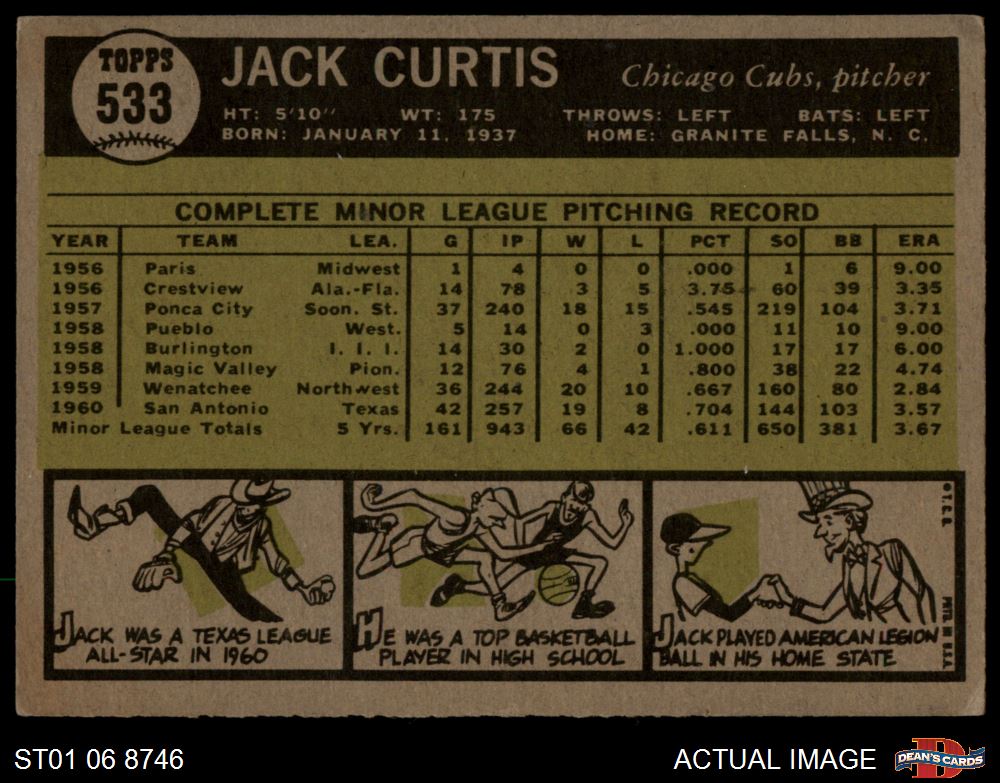 TOPPS
533
JACK CURTIS
Chicago Cubs, pitcher
HT: 5'10" WT: 175 THROWS: LEFT BATS: LEFT
BORN: JANUARY 11, 1937 HOME: GRANITE FALLS, N. C.
COMPLETE MINOR LEAGUE PITCHING RECORD
YEAR TEAM LEA. G IP W L PCT SO BB ERA
1956 Paris Midwest 1 4 0 0 .000 1 6 9.00
1956 Crestview Ala.-Fla. 14 78 3 5 3.75 60 39 3.35
1957 Ponca City Soon. St. 37 240 18 15 .545 219 104 3.71
1958 Pueblo West. 5 14 0 3 .000 11 10 9.00
1958 Burlington I. I. I. 14 30 2 0 1.000 17 17 6.00
1958 Magic Valley Pion. 12 76 4 1 .800 38 22 4.74
1959 Wenatchee Northwest 36 244 20 10 .667 160 80 2.84
1960 San Antonio Texas 42 257 19 8 .704 144 103 3.57
Minor League Totals 5 Yrs. 161 943 66 42 .611 650 381 3.67
JACK WAS A TEXAS LEAGUE
ALL-STAR IN 1960
HE WAS A TOP BASKETBALL
PLAYER IN HIGH SCHOOL
JACK PLAYED AMERICAN LEGION
BALL IN HIS HOME STATE
© T.C.G.
PRTD. IN U.S.A.
ST01 06 8746
ACTUAL IMAGE
DEAN'S CARDS